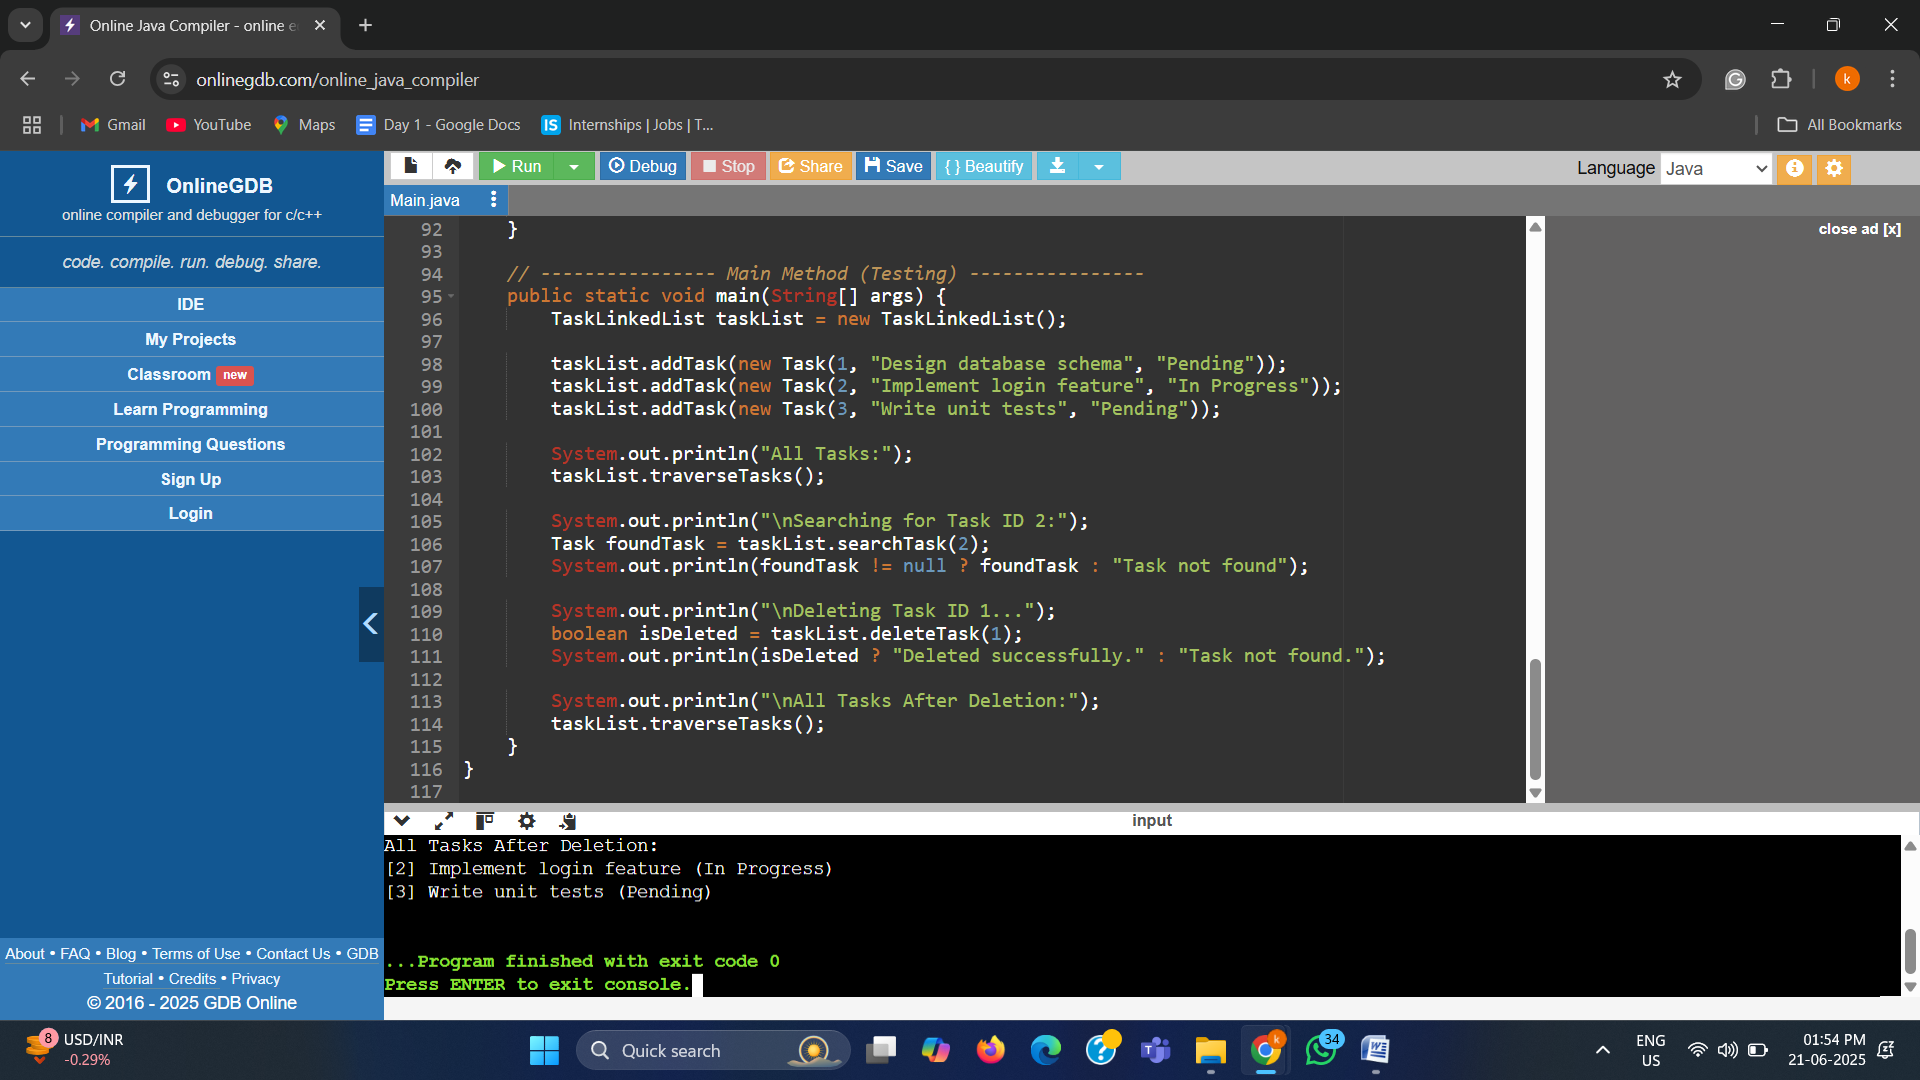 Online Java Compiler - online e
onlinegdb.com/online_java_compiler
k
Gmail
YouTube
Maps
Day 1 - Google Docs
IS
Internships | Jobs | T...
All Bookmarks
OnlineGDB
online compiler and debugger for c/c++
code. compile. run. debug. share.
IDE
My Projects
Classroom new
Learn Programming
Programming Questions
Sign Up
Login
About • FAQ • Blog • Terms of Use • Contact Us • GDB
Tutorial • Credits • Privacy
© 2016 - 2025 GDB Online
Run
Debug
Stop
Share
Save
{ } Beautify
Language
Java
Main.java
close ad [x]
92 }
93
94 // ---------------- Main Method (Testing) ----------------
95 public static void main(String[] args) {
96 TaskLinkedList taskList = new TaskLinkedList();
97
98 taskList.addTask(new Task(1, "Design database schema", "Pending"));
99 taskList.addTask(new Task(2, "Implement login feature", "In Progress"));
100 taskList.addTask(new Task(3, "Write unit tests", "Pending"));
101
102 System.out.println("All Tasks:");
103 taskList.traverseTasks();
104
105 System.out.println("\nSearching for Task ID 2:");
106 Task foundTask = taskList.searchTask(2);
107 System.out.println(foundTask != null ? foundTask : "Task not found");
108
109 System.out.println("\nDeleting Task ID 1...");
110 boolean isDeleted = taskList.deleteTask(1);
111 System.out.println(isDeleted ? "Deleted successfully." : "Task not found.");
112
113 System.out.println("\nAll Tasks After Deletion:");
114 taskList.traverseTasks();
115 }
116 }
117
input
All Tasks After Deletion:
[2] Implement login feature (In Progress)
[3] Write unit tests (Pending)
...Program finished with exit code 0
Press ENTER to exit console.
8
USD/INR
-0.29%
Quick search
k
34
ENG
US
01:54 PM
21-06-2025